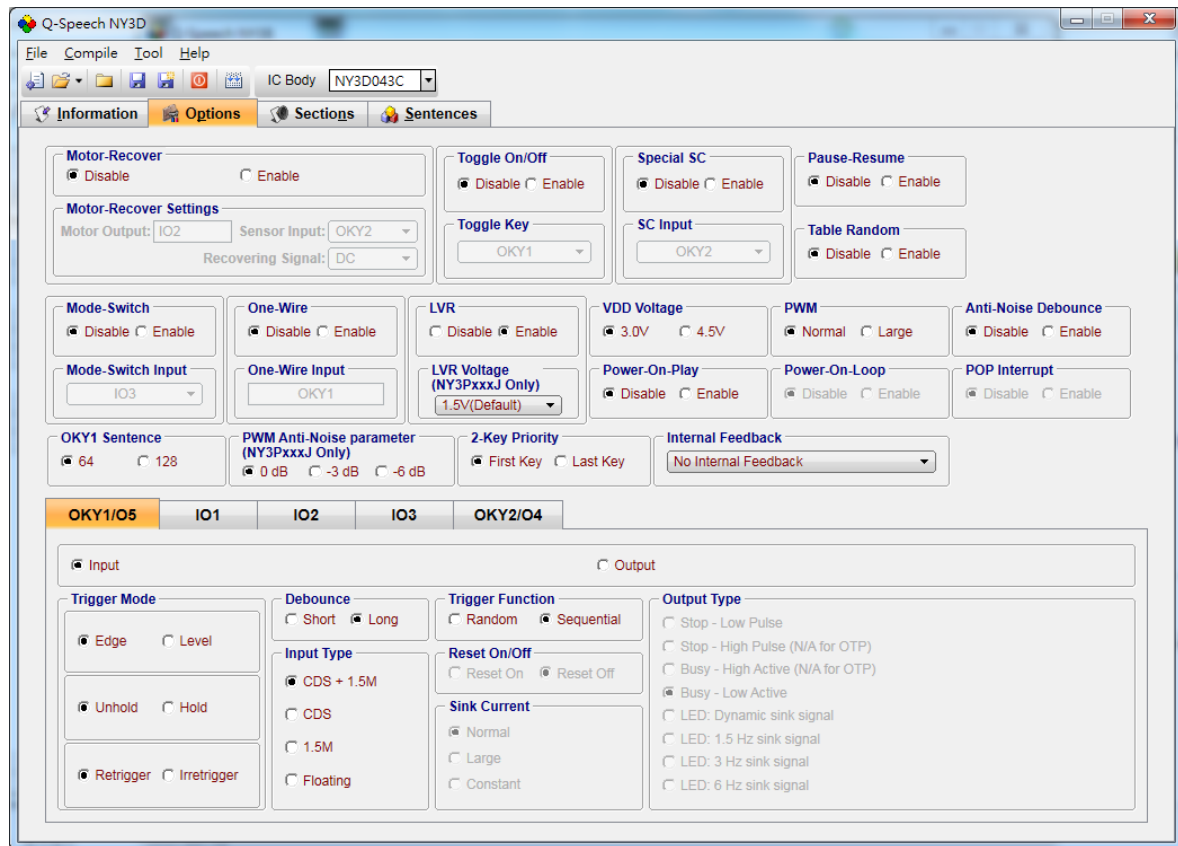 Q-Speech NY3D
File Compile Tool Help
IC Body NY3D043C
Information Options Sections Sentences
Motor-Recover
Disable Enable
Motor-Recover Settings
Motor Output: IO2 Sensor Input: OKY2
Recovering Signal: DC
Toggle On/Off
Disable Enable
Toggle Key
OKY1
Special SC
Disable Enable
SC Input
OKY2
Pause-Resume
Disable Enable
Table Random
Disable Enable
Mode-Switch
Disable Enable
Mode-Switch Input
IO3
One-Wire
Disable Enable
One-Wire Input
OKY1
LVR
Disable Enable
LVR Voltage
(NY3PxxxJ Only)
1.5V(Default)
VDD Voltage
3.0V 4.5V
Power-On-Play
Disable Enable
PWM
Normal Large
Power-On-Loop
Disable Enable
Anti-Noise Debounce
Disable Enable
POP Interrupt
Disable Enable
OKY1 Sentence
64 128
PWM Anti-Noise parameter
(NY3PxxxJ Only)
0 dB -3 dB -6 dB
2-Key Priority
First Key Last Key
Internal Feedback
No Internal Feedback
OKY1/O5 IO1 IO2 IO3 OKY2/O4
Input Output
Trigger Mode
Edge Level
Unhold Hold
Retrigger Irretrigger
Debounce
Short Long
Input Type
CDS + 1.5M
CDS
1.5M
Floating
Trigger Function
Random Sequential
Reset On/Off
Reset On Reset Off
Sink Current
Normal
Large
Constant
Output Type
Stop - Low Pulse
Stop - High Pulse (N/A for OTP)
Busy - High Active (N/A for OTP)
Busy - Low Active
LED: Dynamic sink signal
LED: 1.5 Hz sink signal
LED: 3 Hz sink signal
LED: 6 Hz sink signal